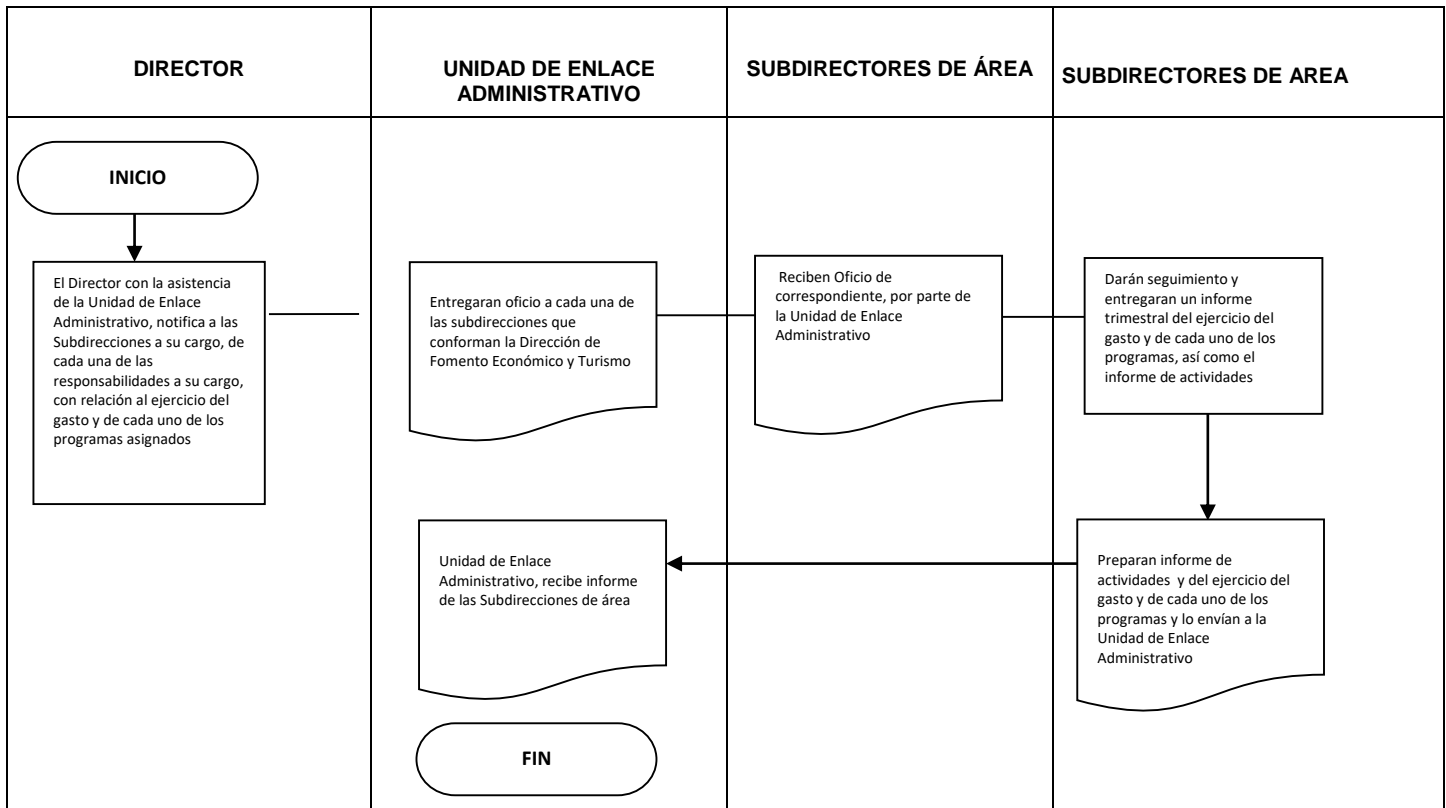 DIRECTOR
UNIDAD DE ENLACE
ADMINISTRATIVO
SUBDIRECTORES DE ÁREA
SUBDIRECTORES DE AREA
INICIO
El Director con la asistencia
de la Unidad de Enlace
Administrativo, notifica a las
Subdirecciones a su cargo, de
cada una de las
responsabilidades a su cargo,
con relación al ejercicio del
gasto y de cada uno de los
programas asignados
Entregaran oficio a cada una de
las subdirecciones que
conforman la Dirección de
Fomento Económico y Turismo
Reciben Oficio de
correspondiente, por parte de
la Unidad de Enlace
Administrativo
Darán seguimiento y
entregaran un informe
trimestral del ejercicio del
gasto y de cada uno de los
programas, así como el
informe de actividades
Preparan informe de
actividades y del ejercicio del
gasto y de cada uno de los
programas y lo envían a la
Unidad de Enlace
Administrativo
Unidad de Enlace
Administrativo, recibe informe
de las Subdirecciones de área
FIN